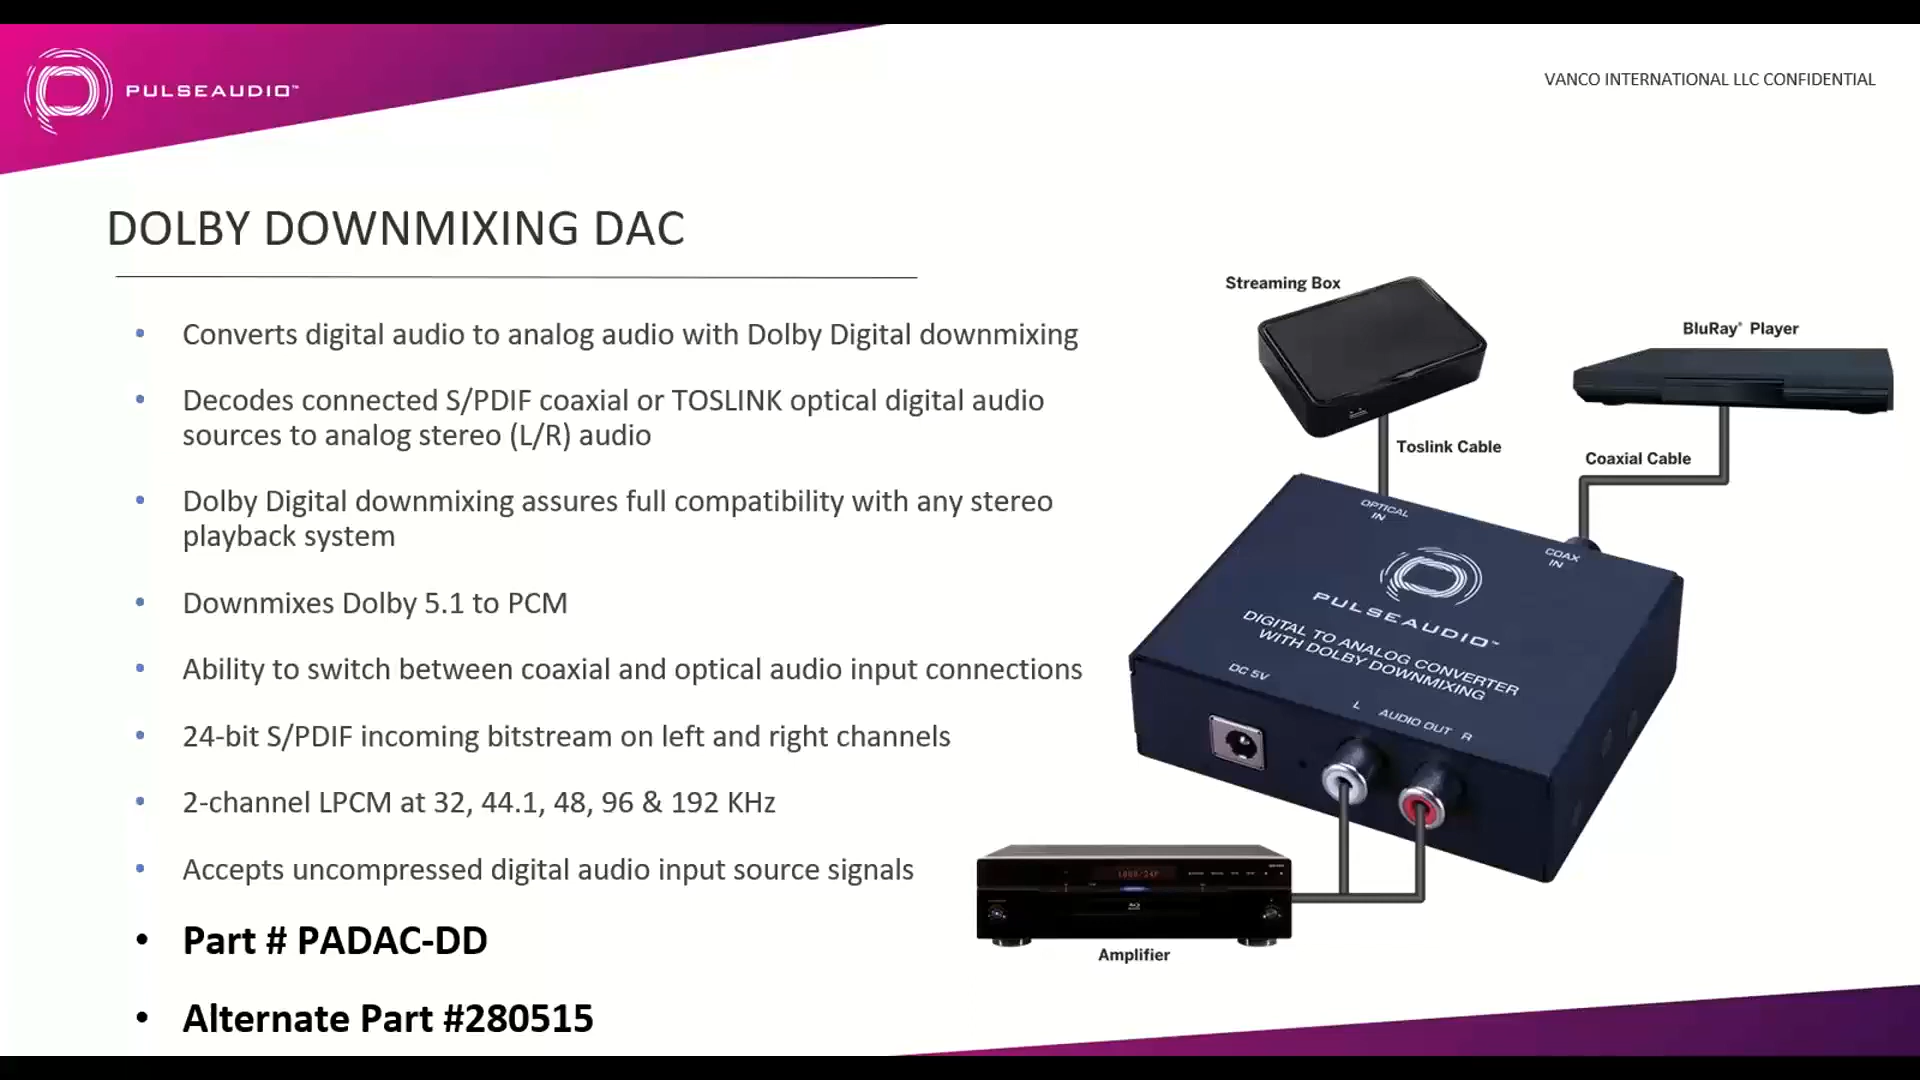 PULSEAUDIO™
VANCO INTERNATIONAL LLC CONFIDENTIAL
DOLBY DOWNMIXING DAC
• Converts digital audio to analog audio with Dolby Digital downmixing
• Decodes connected S/PDIF coaxial or TOSLINK optical digital audio
sources to analog stereo (L/R) audio
• Dolby Digital downmixing assures full compatibility with any stereo
playback system
• Downmixes Dolby 5.1 to PCM
• Ability to switch between coaxial and optical audio input connections
• 24-bit S/PDIF incoming bitstream on left and right channels
• 2-channel LPCM at 32, 44.1, 48, 96 & 192 KHz
• Accepts uncompressed digital audio input source signals
• Part # PADAC-DD
• Alternate Part #280515
Streaming Box
BluRay® Player
Toslink Cable
Coaxial Cable
OPTICAL
IN
COAX
IN
PULSEAUDIO™
DIGITAL TO ANALOG CONVERTER
WITH DOLBY DOWNMIXING
DC 5V
L AUDIO OUT R
Amplifier